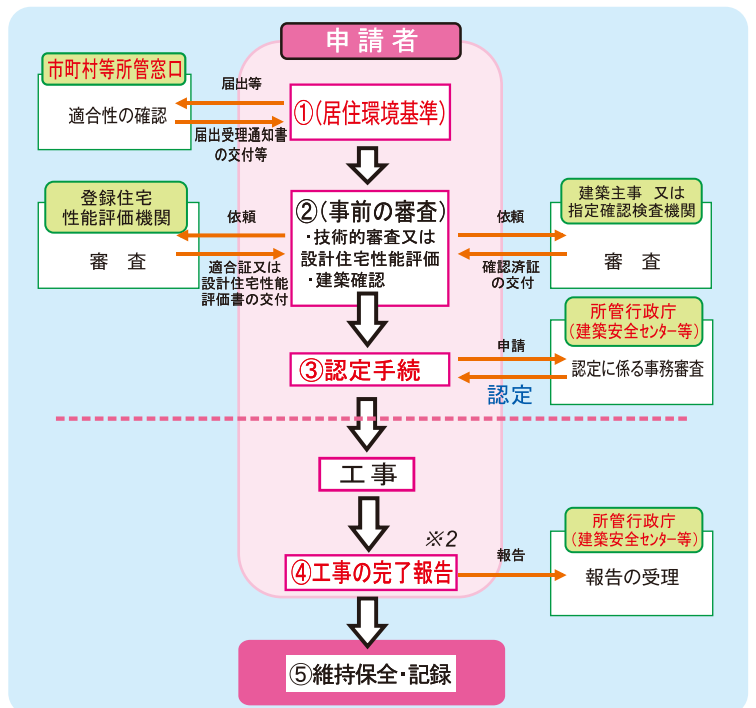 申請者
市町村等所管窓口
適合性の確認
届出等
届出受理通知書
の交付等
①(居住環境基準)
登録住宅
性能評価機関
審　査
依頼
適合証又は
設計住宅性能
評価書の交付
②(事前の審査)
・技術的審査又は
設計住宅性能評価
・建築確認
依頼
確認済証
の交付
建築主事　又は
指定確認検査機関
審　査
③認定手続
申請
認定
所管行政庁
(建築安全センター等)
認定に係る事務審査
工事
※2
④工事の完了報告
報告
所管行政庁
(建築安全センター等)
報告の受理
⑤維持保全・記録